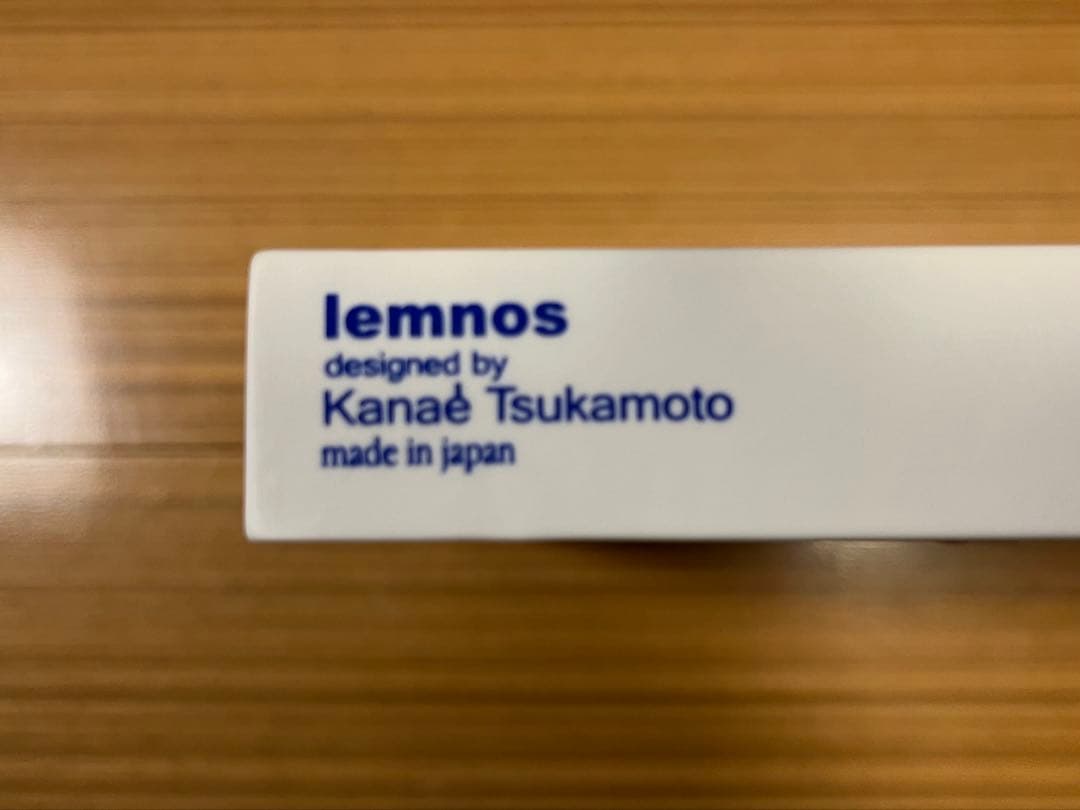 lemnos
designed by
Kanaé Tsukamoto
made in japan